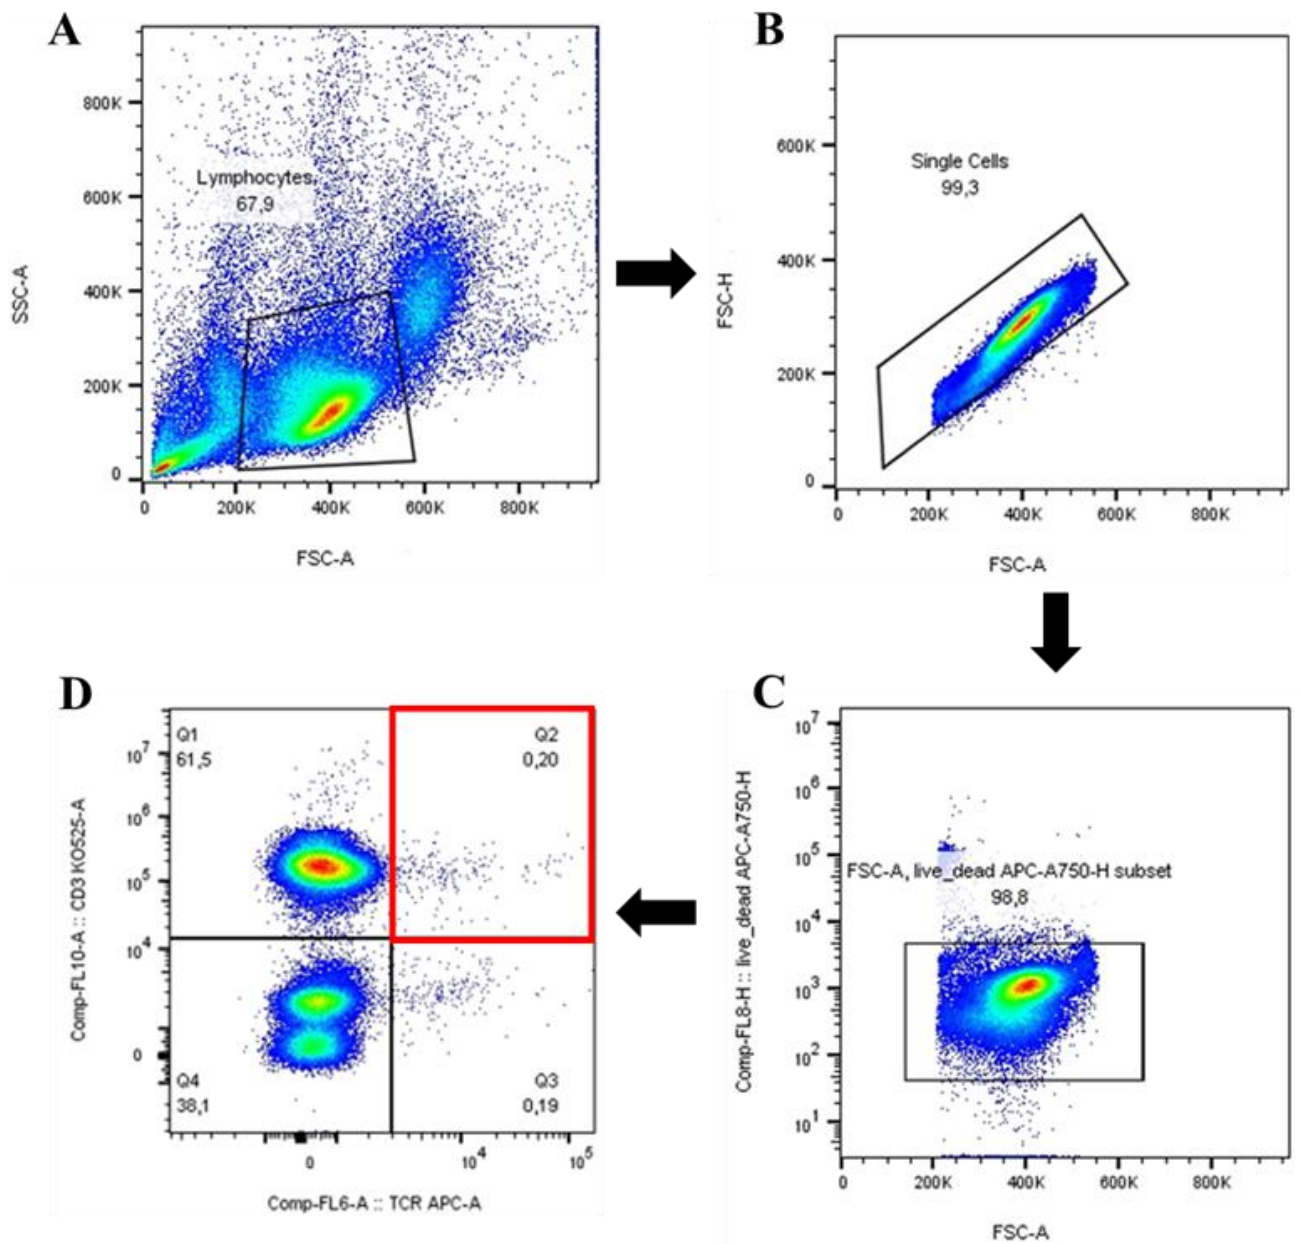 A
Lymphocytes
67,9
800K
600K
400K
200K
0
SSC-A
0 200K 400K 600K 800K
FSC-A
B
Single Cells
99,3
600K
400K
200K
0
FSC-H
0 200K 400K 600K 800K
FSC-A
D
Q1
61,5
Q2
0,20
Q4
38,1
Q3
0,19
10^7
10^6
10^5
10^4
0
Comp-FL10-A :: CD3 KO525-A
0 10^4 10^5
Comp-FL6-A :: TCR APC-A
C
FSC-A, live_dead APC-A750-H subset
98,8
10^7
10^6
10^5
10^4
10^3
10^2
10^1
Comp-FL8-H :: live_dead APC-A750-H
0 200K 400K 600K 800K
FSC-A